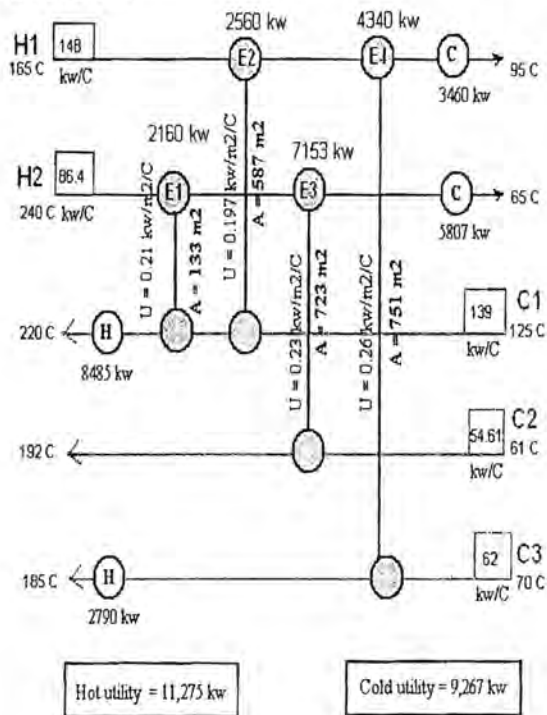 2560 kw
4340 kw
H1
148
E2
E4
C
165 C
kw/C
95 C
3460 kw
2160 kw
7153 kw
H2
86.4
E1
E3
C
240 C
kw/C
65 C
5807 kw
U = 0.21 kw/m2/C
A = 133 m2
U = 0.197 kw/m2/C
A = 587 m2
U = 0.23 kw/m2/C
A = 723 m2
U = 0.26 kw/m2/C
A = 751 m2
C1
139
220 C
H
125 C
kw/C
8485 kw
C2
54.61
192 C
61 C
kw/C
C3
62
185 C
H
kw/C
70 C
2790 kw
Hot utility = 11,275 kw
Cold utility = 9,267 kw